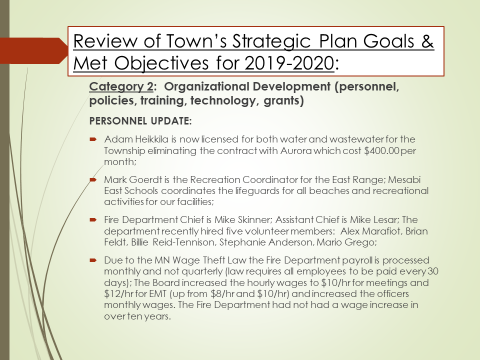 Review of Town's Strategic Plan Goals &
Met Objectives for 2019-2020:
Category 2: Organizational Development (personnel,
policies, training, technology, grants)
PERSONNEL UPDATE:
Adam Heikkila is now licensed for both water and wastewater for the
Township eliminating the contract with Aurora which cost $400.00 per
month;
Mark Goerdt is the Recreation Coordinator for the East Range; Mesabi
East Schools coordinates the lifeguards for all beaches and recreational
activities for our facilities;
Fire Department Chief is Mike Skinner; Assistant Chief is Mike Lesar; The
department recently hired five volunteer members: Alex Marafiot, Brian
Feldt, Billie Reid-Tennison, Stephanie Anderson, Mario Grego;
Due to the MN Wage Theft Law the Fire Department payroll is processed
monthly and not quarterly (law requires all employees to be paid every 30
days); The Board increased the hourly wages to $10/hr for meetings and
$12/hr for EMT (up from $8/hr and $10/hr) and increased the officers
monthly wages. The Fire Department had not had a wage increase in
over ten years.